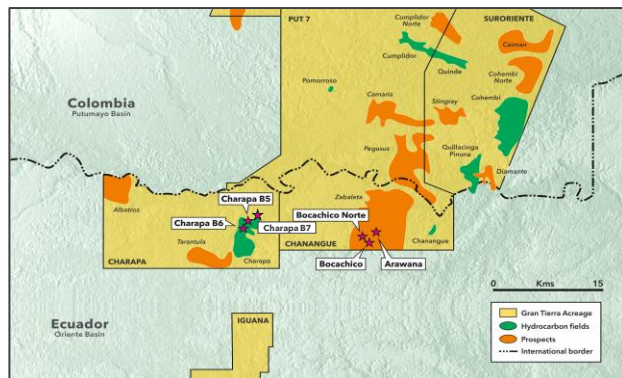 PUT 7
Cumplidor
Norte
SURORIENTE
Caiman
Cumplidor
Quinde
Cohembi
Norte
Pomorroso
Camaria
Stingray
Cohembi
Colombia
Putumayo Basin
Pegasus
Quillacinga
Pinuna
Diamante
Albatros
Charapa B5
Zabaleta
Charapa B6
Charapa B7
Bocachico Norte
Tarantula
Charapa
CHANANGUE
Chanangue
CHARAPA
Bocachico
Arawana
Kms
0
15
Ecuador
Oriente Basin
IGUANA
Gran Tierra Acreage
Hydrocarbon fields
Prospects
International border